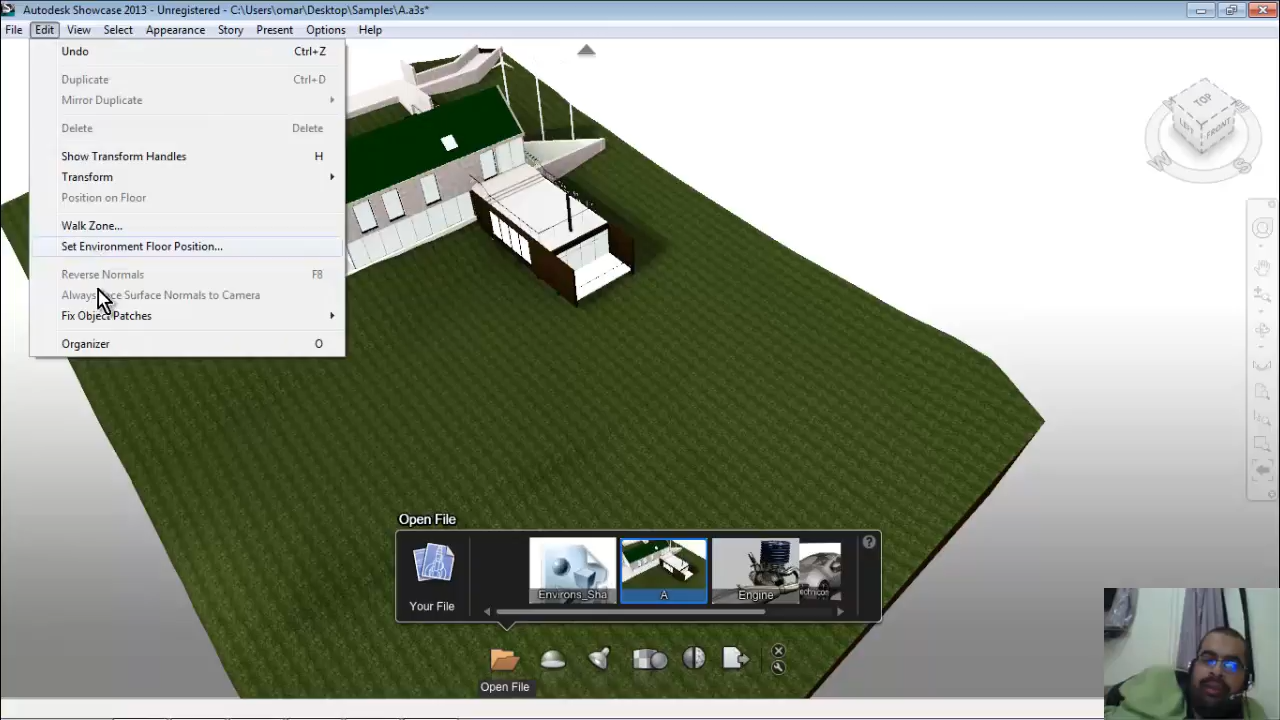 Autodesk Showcase 2013 - Unregistered - C:\Users\omar\Desktop\Samples\A.a3s*
File Edit View Select Appearance Story Present Options Help
Undo Ctrl+Z
Duplicate Ctrl+D
Mirror Duplicate
Delete Delete
Show Transform Handles H
Transform
Position on Floor
Walk Zone...
Set Environment Floor Position...
Reverse Normals F8
Always Surface Normals to Camera
Fix Object Patches
Organizer O
TOP
LEFT FRONT
W S
Open File
Your File
Environs_Sha
A
Engine
Open File